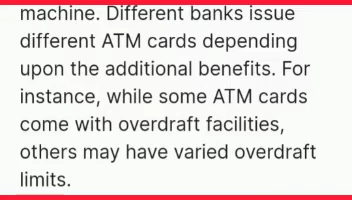 machine. Different banks issue
different ATM cards depending
upon the additional benefits. For
instance, while some ATM cards
come with overdraft facilities,
others may have varied overdraft
limits.